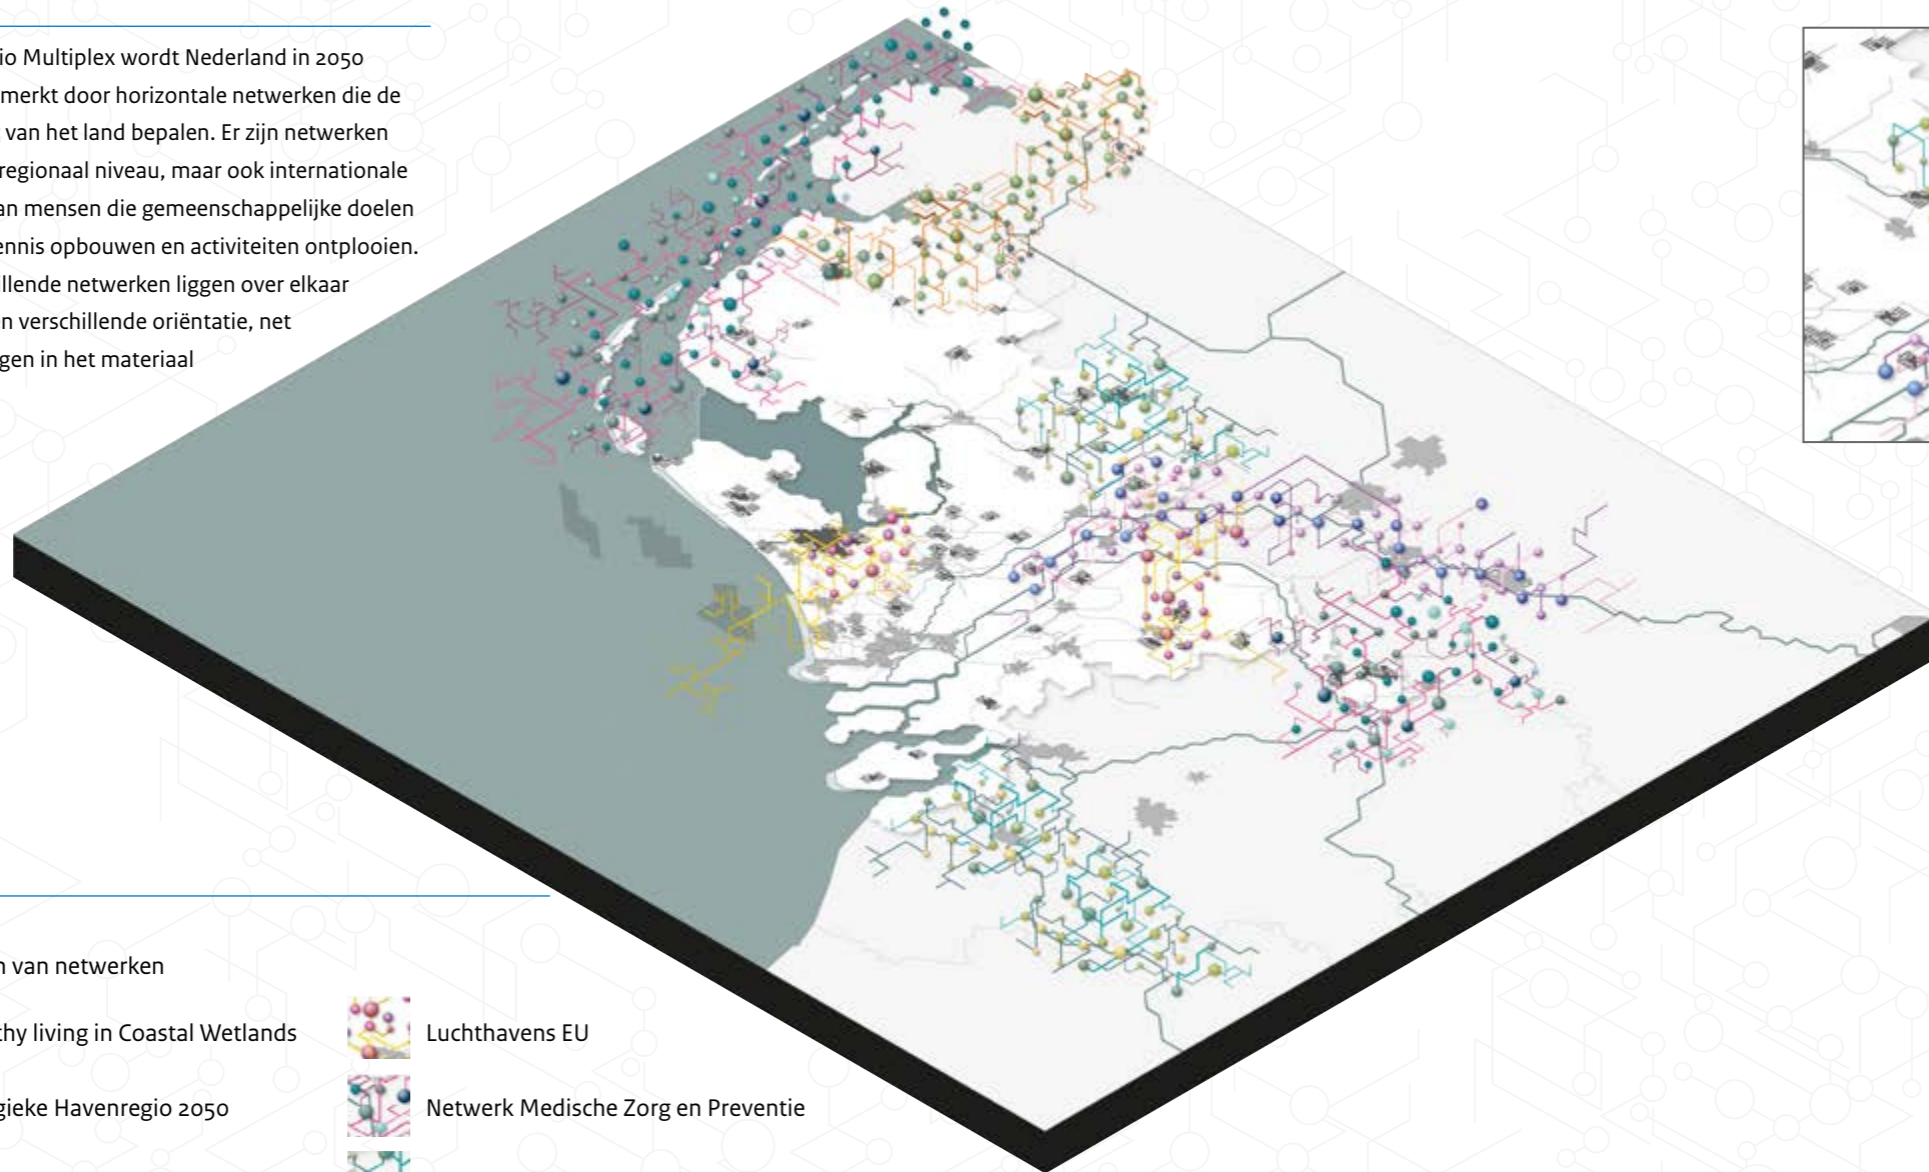 io Multiplex wordt Nederland in 2050
merkt door horizontale netwerken die de
van het land bepalen. Er zijn netwerken
regionaal niveau, maar ook internationale
an mensen die gemeenschappelijke doelen
ennis opbouwen en activiteiten ontplooien.
illende netwerken liggen over elkaar
n verschillende oriëntatie, net
gen in het materiaal
n van netwerken
thy living in Coastal Wetlands
Luchthavens EU
gieke Havenregio 2050
Netwerk Medische Zorg en Preventie